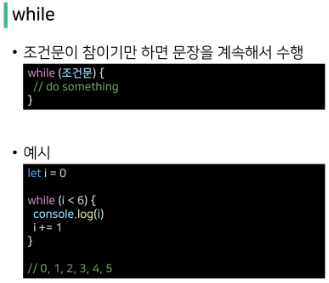 while
• 조건문이 참이기만 하면 문장을 계속해서 수행
while (조건문) {
  // do something
}
• 예시
let i = 0
while (i < 6) {
  console.log(i)
  i += 1
}
// 0, 1, 2, 3, 4, 5